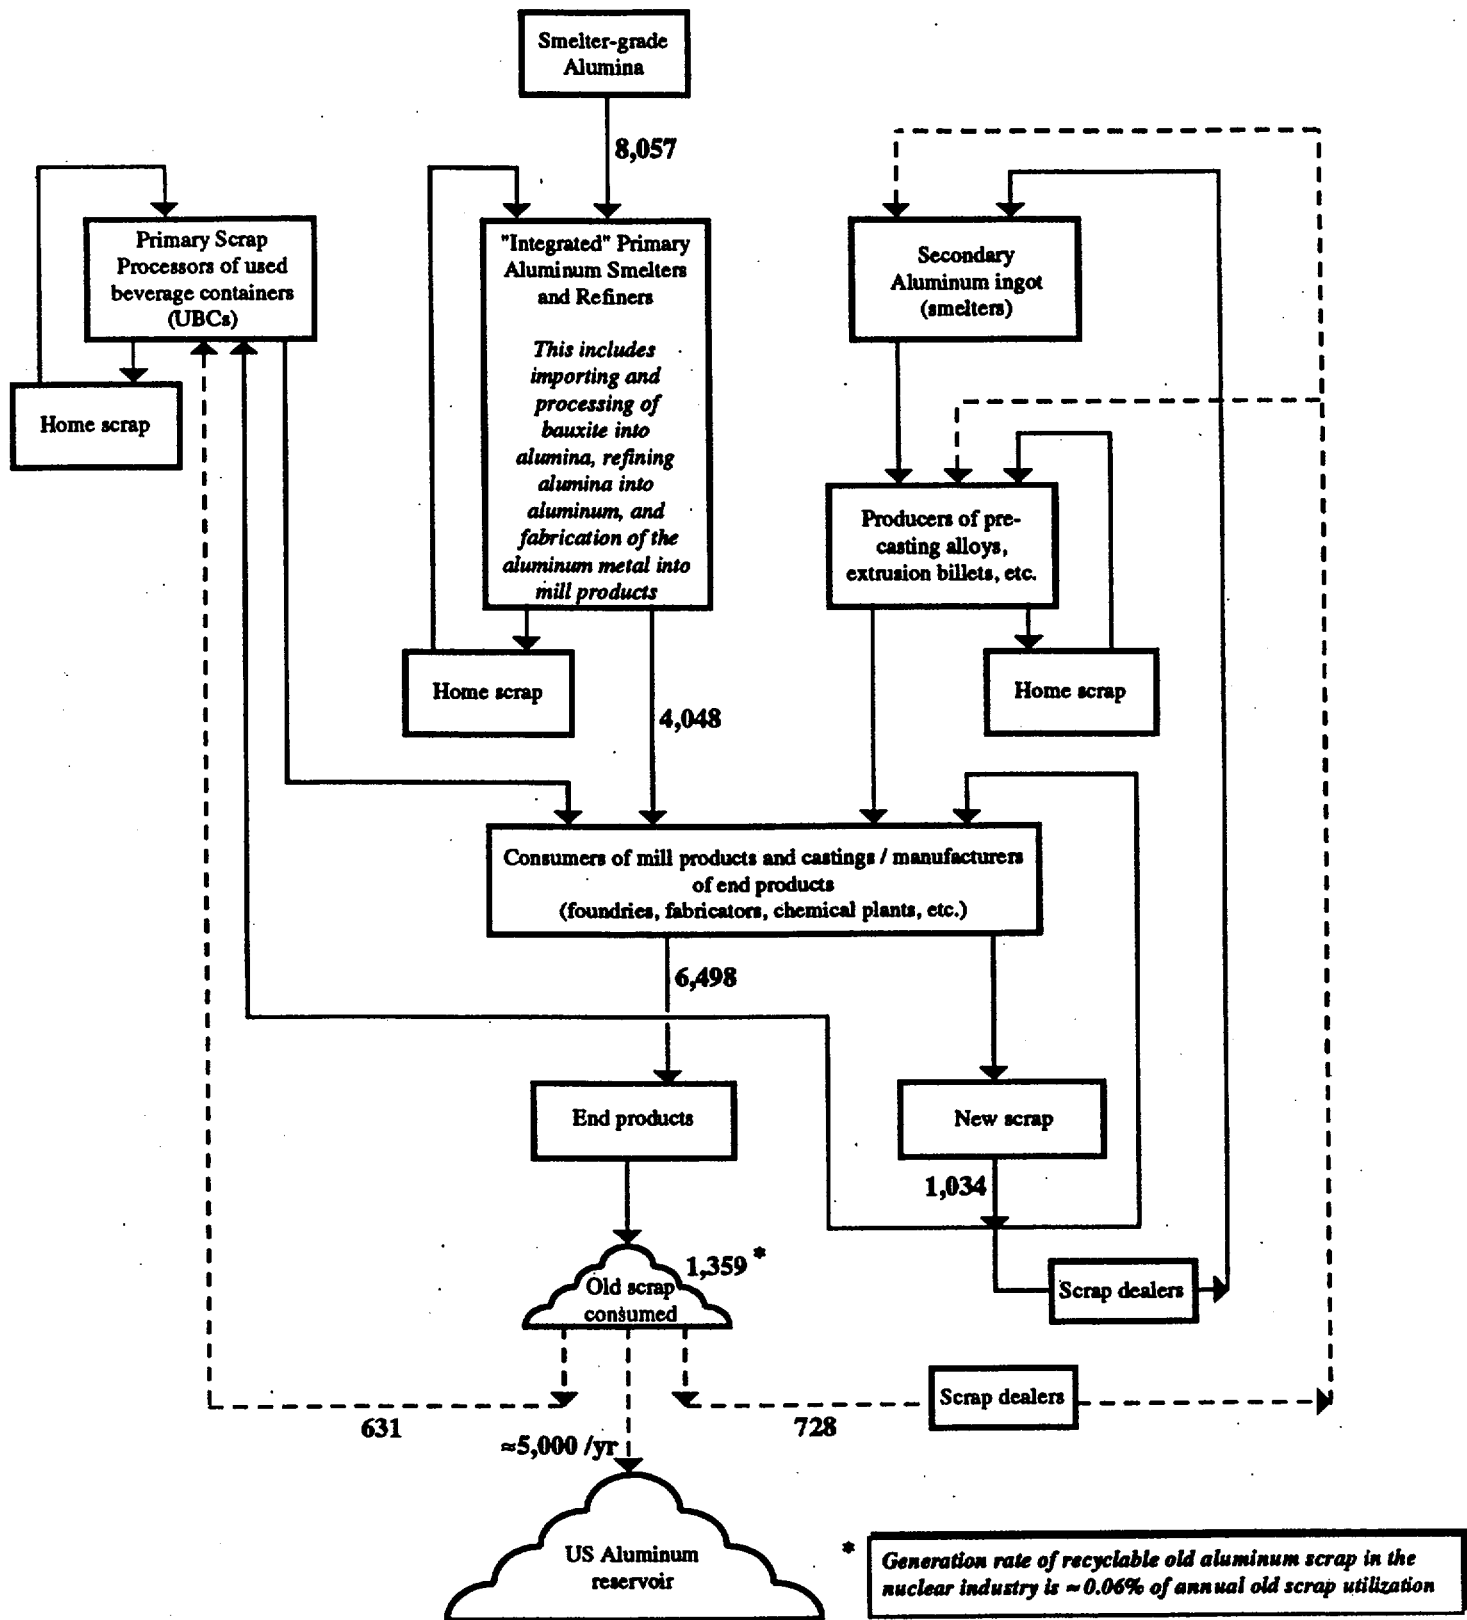 Smelter-grade
Alumina
8,057
Primary Scrap
Processors of used
beverage containers
(UBCs)
Home scrap
"Integrated" Primary
Aluminum Smelters
and Refiners
This includes
importing and
processing of
bauxite into
alumina, refining
alumina into
aluminum, and
fabrication of the
aluminum metal into
mill products
Home scrap
4,048
Secondary
Aluminum ingot
(smelters)
Producers of pre-
casting alloys,
extrusion billets, etc.
Home scrap
Consumers of mill products and castings / manufacturers
of end products
(foundries, fabricators, chemical plants, etc.)
6,498
End products
New scrap
1,034
1,359 *
Old scrap
consumed
Scrap dealers
Scrap dealers
631
728
≈5,000 /yr
US Aluminum
reservoir
* Generation rate of recyclable old aluminum scrap in the
nuclear industry is ≈ 0.06% of annual old scrap utilization